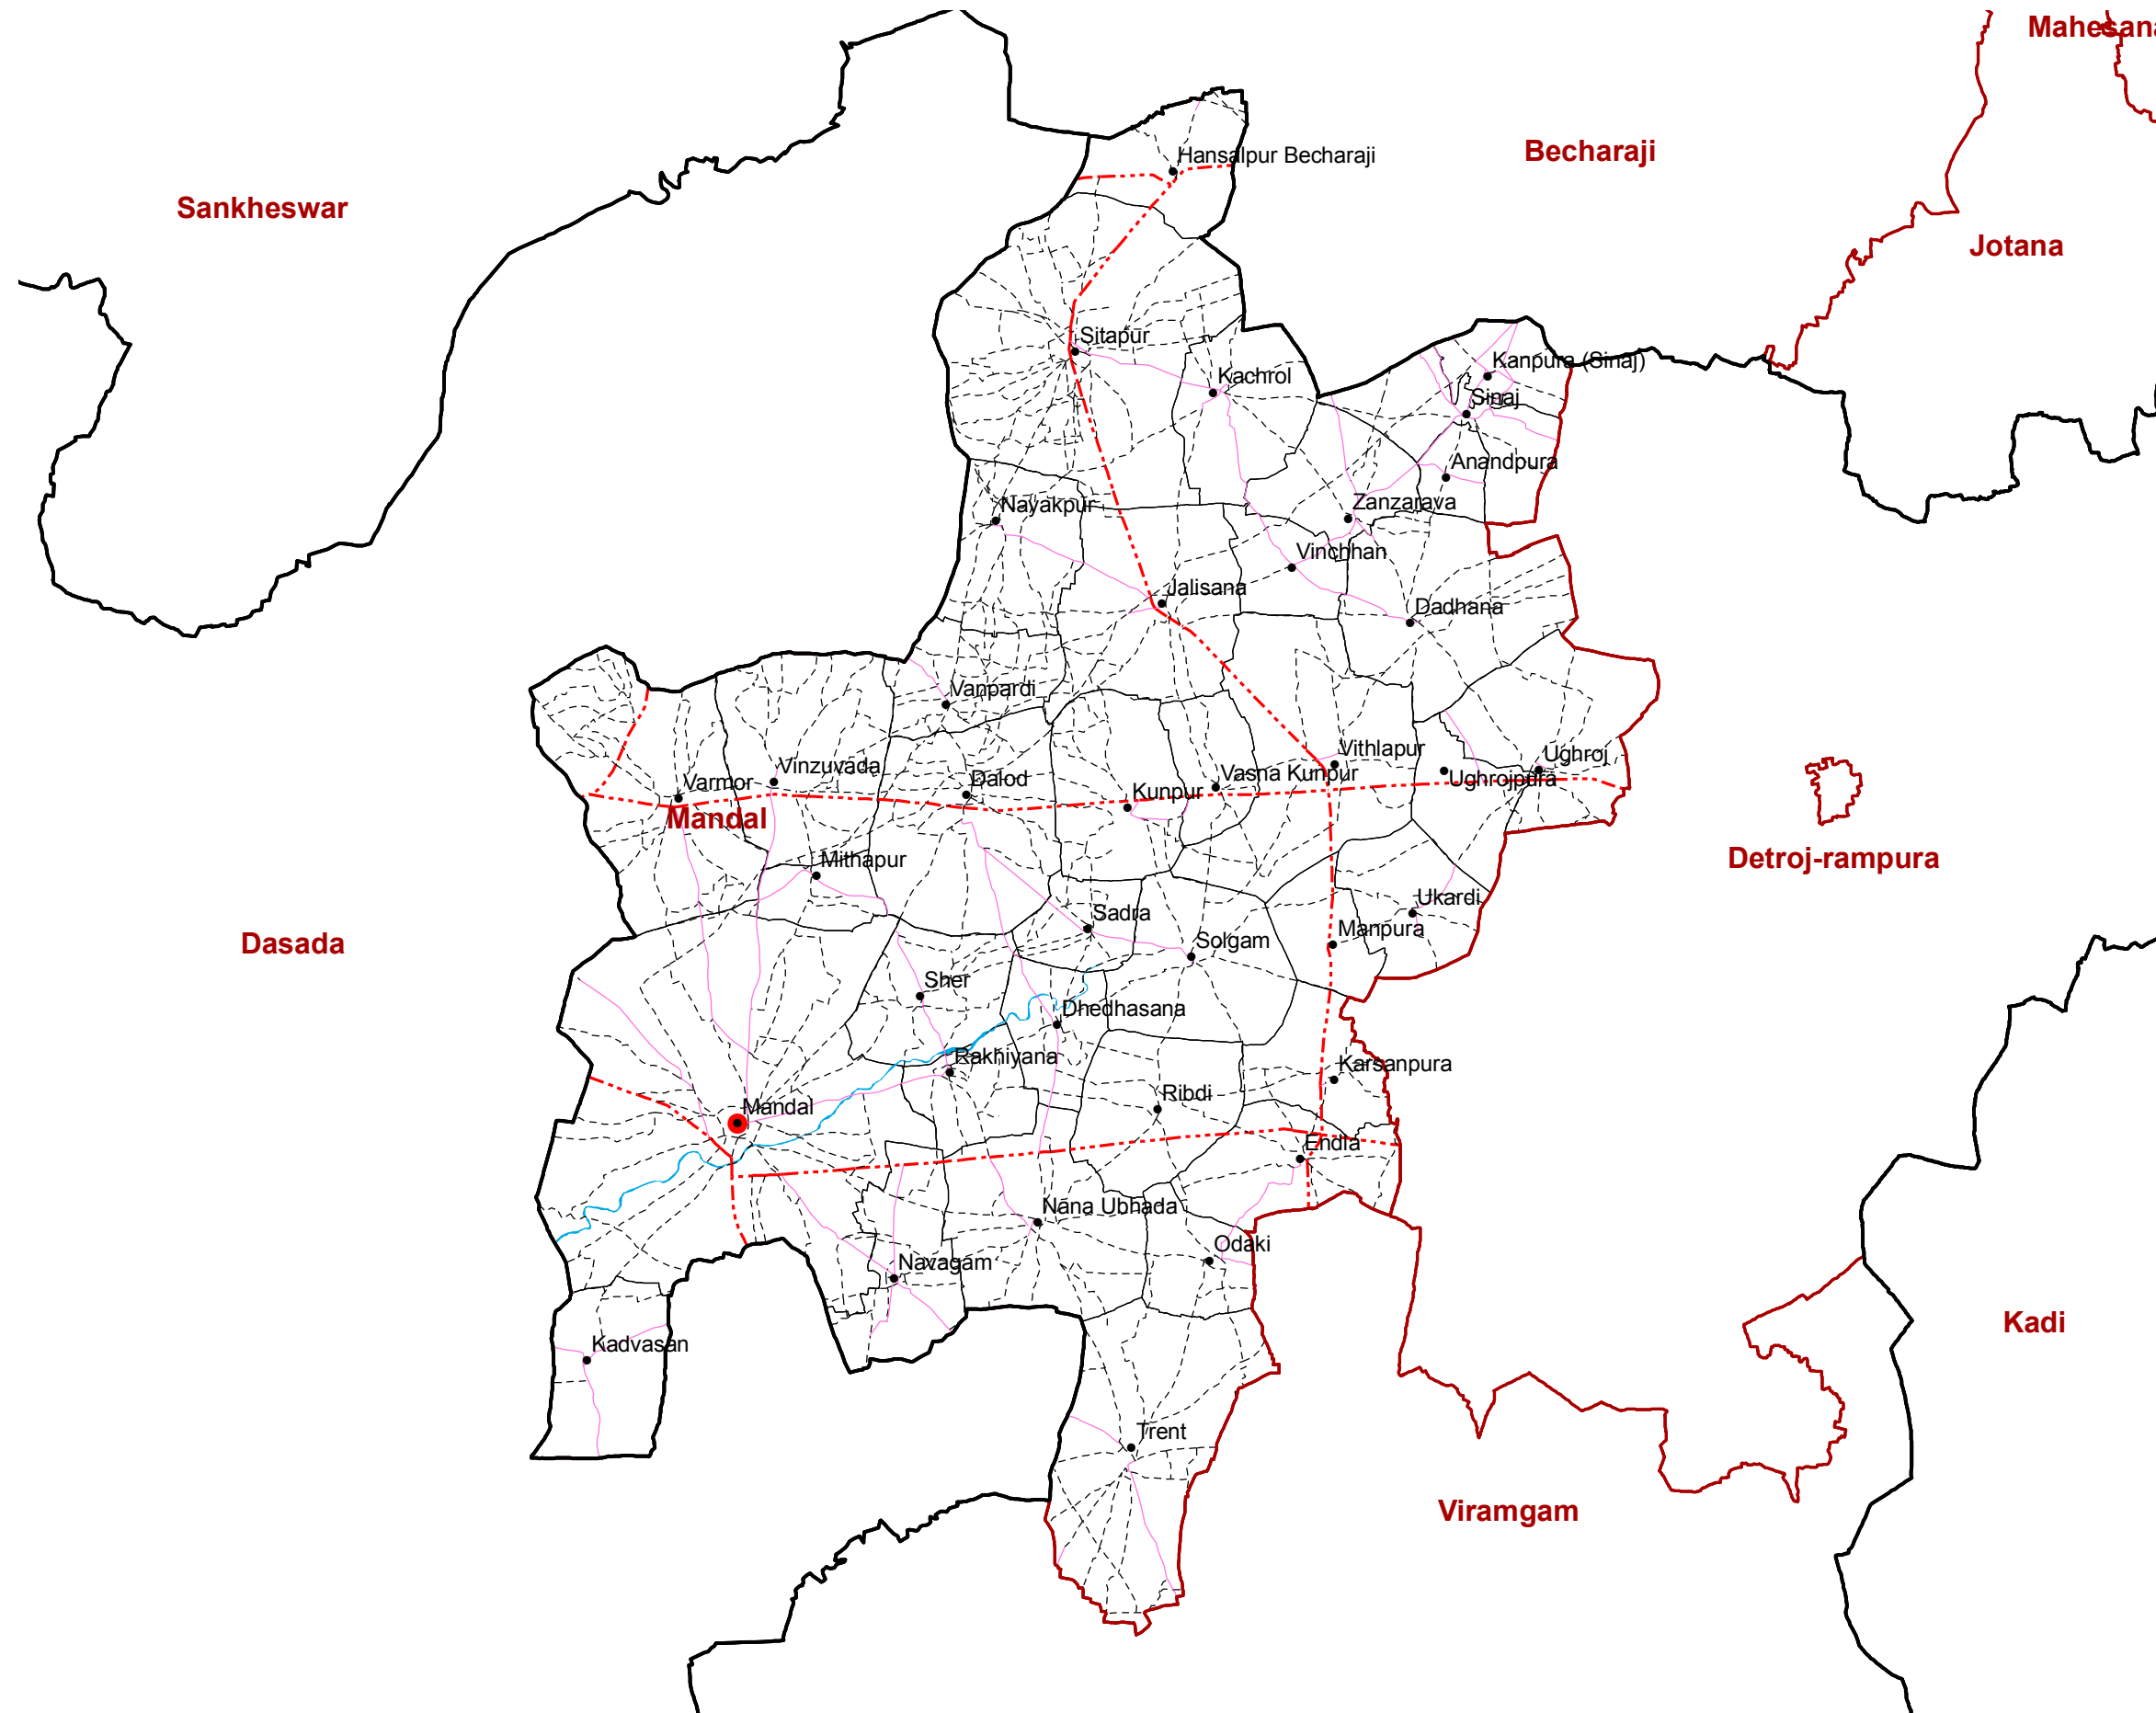 Mahesana
Becharaji
Hansalpur Becharaji
Sankheswar
Jotana
Sitapur
Kanpura (Sinaj)
Kachrol
Sinaj
Anandpura
Nayakpur
Zanzarava
Vinchhan
Jalisana
Dadhana
Vanpardi
Vithlapur
Ughroj
Vinzuvada
Vasna Kunpur
Varmor
Dalod
Ughrojpura
Kunpur
Mandal
Detroj-rampura
Mithapur
Ukardi
Sadra
Manpura
Solgam
Dasada
Sher
Dhedhasana
Rakhiyana
Karsanpura
Ribdi
Mandal
Endla
Nana Ubhada
Odaki
Navagam
Kadi
Kadvasan
Trent
Viramgam